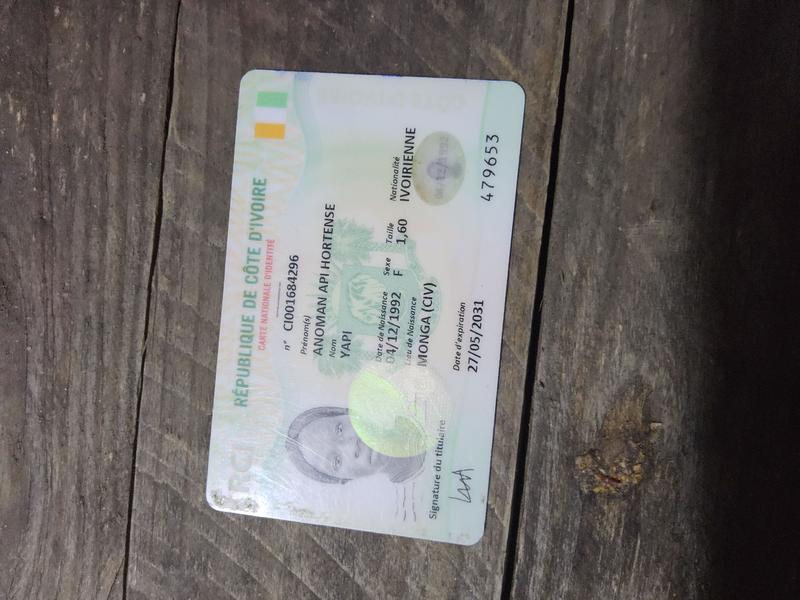 RÉPUBLIQUE DE CÔTE D'IVOIRE
CARTE NATIONALE D'IDENTITÉ
RCI
n° CI001684296
Prénom(s)
ANOMAN API HORTENSE
Nom
YAPI
Date de Naissance Sexe Taille Nationalité
04/12/1992 F 1,60 IVOIRIENNE
Lieu de Naissance
MONGA (CIV)
Date d'expiration
27/05/2031
479653
Signature du titulaire